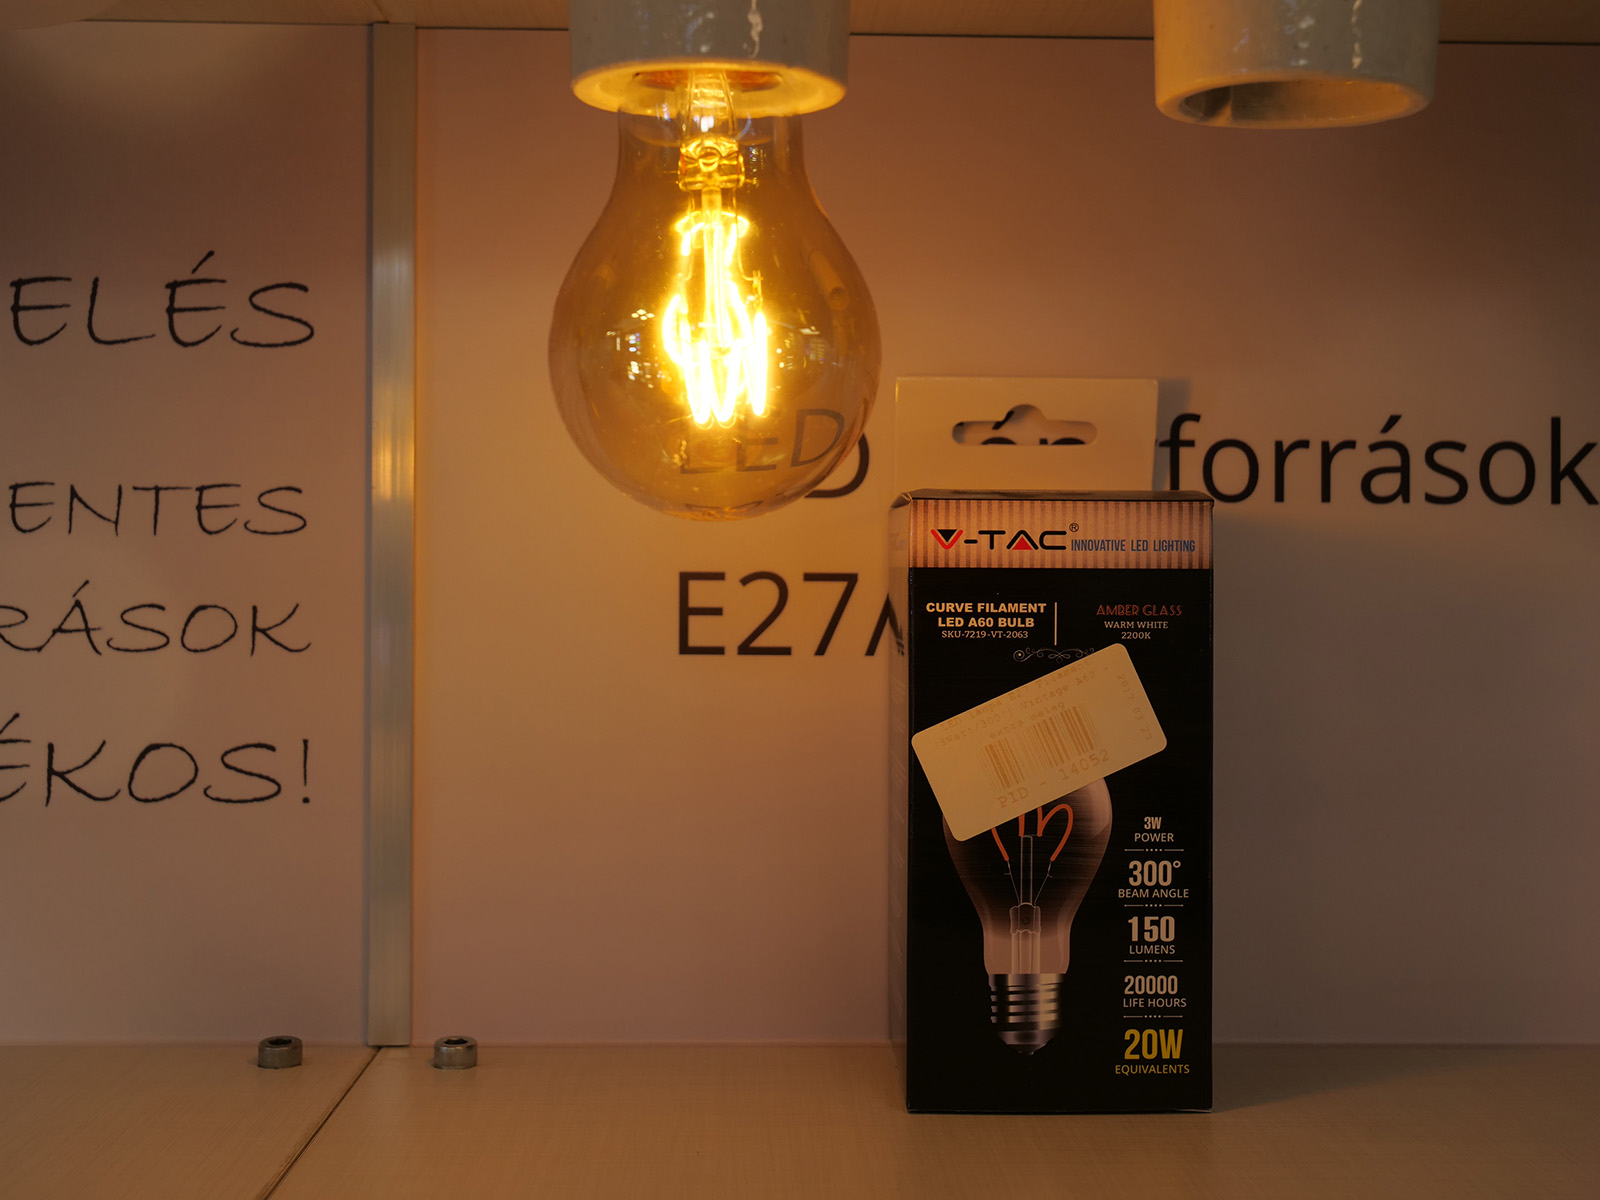 ELÉS
ENTES
RÁSOK
ÉKOS!
LED
D
források
E27
V-TAC®
INNOVATIVE LED LIGHTING
CURVE FILAMENT
LED A60 BULB
SKU-7219-VT-2063
AMBER GLASS
WARM WHITE
2200K
PID - 14052
3W
POWER
300°
BEAM ANGLE
150
LUMENS
20000
LIFE HOURS
20W
EQUIVALENTS